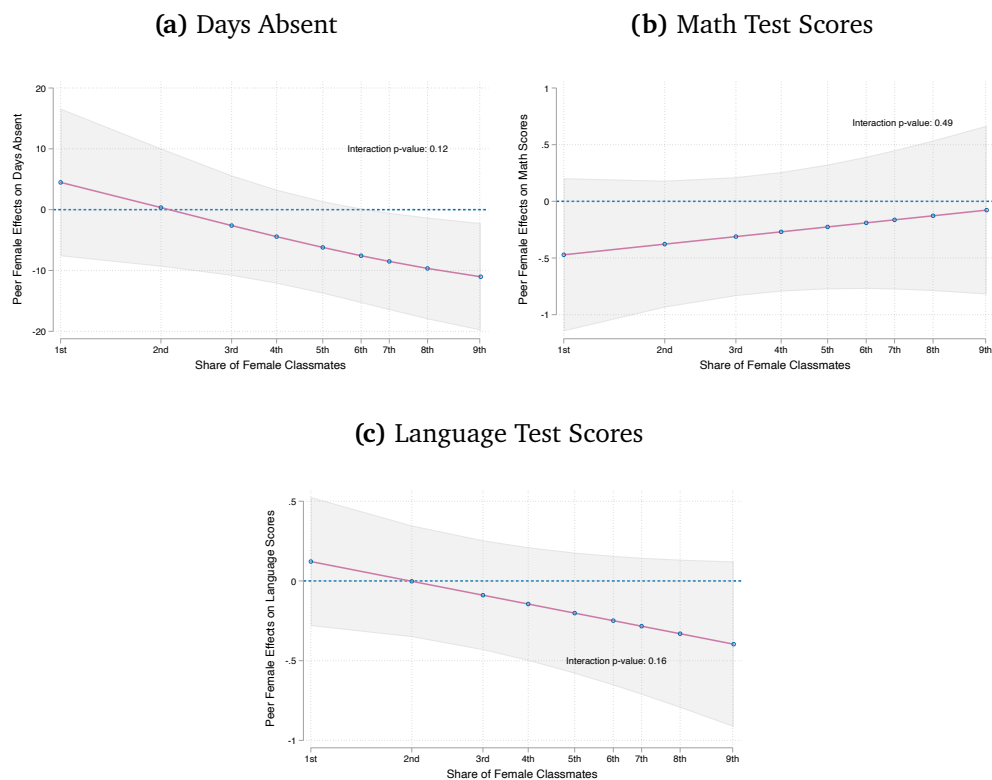 (a) Days Absent
Peer Female Effects on Days Absent
20
10
0
-10
-20
Interaction p-value: 0.12
1st 2nd 3rd 4th 5th 6th 7th 8th 9th
Share of Female Classmates
(b) Math Test Scores
Peer Female Effects on Math Scores
1
.5
0
-.5
-1
Interaction p-value: 0.49
1st 2nd 3rd 4th 5th 6th 7th 8th 9th
Share of Female Classmates
(c) Language Test Scores
Peer Female Effects on Language Scores
.5
0
-.5
-1
Interaction p-value: 0.16
1st 2nd 3rd 4th 5th 6th 7th 8th 9th
Share of Female Classmates